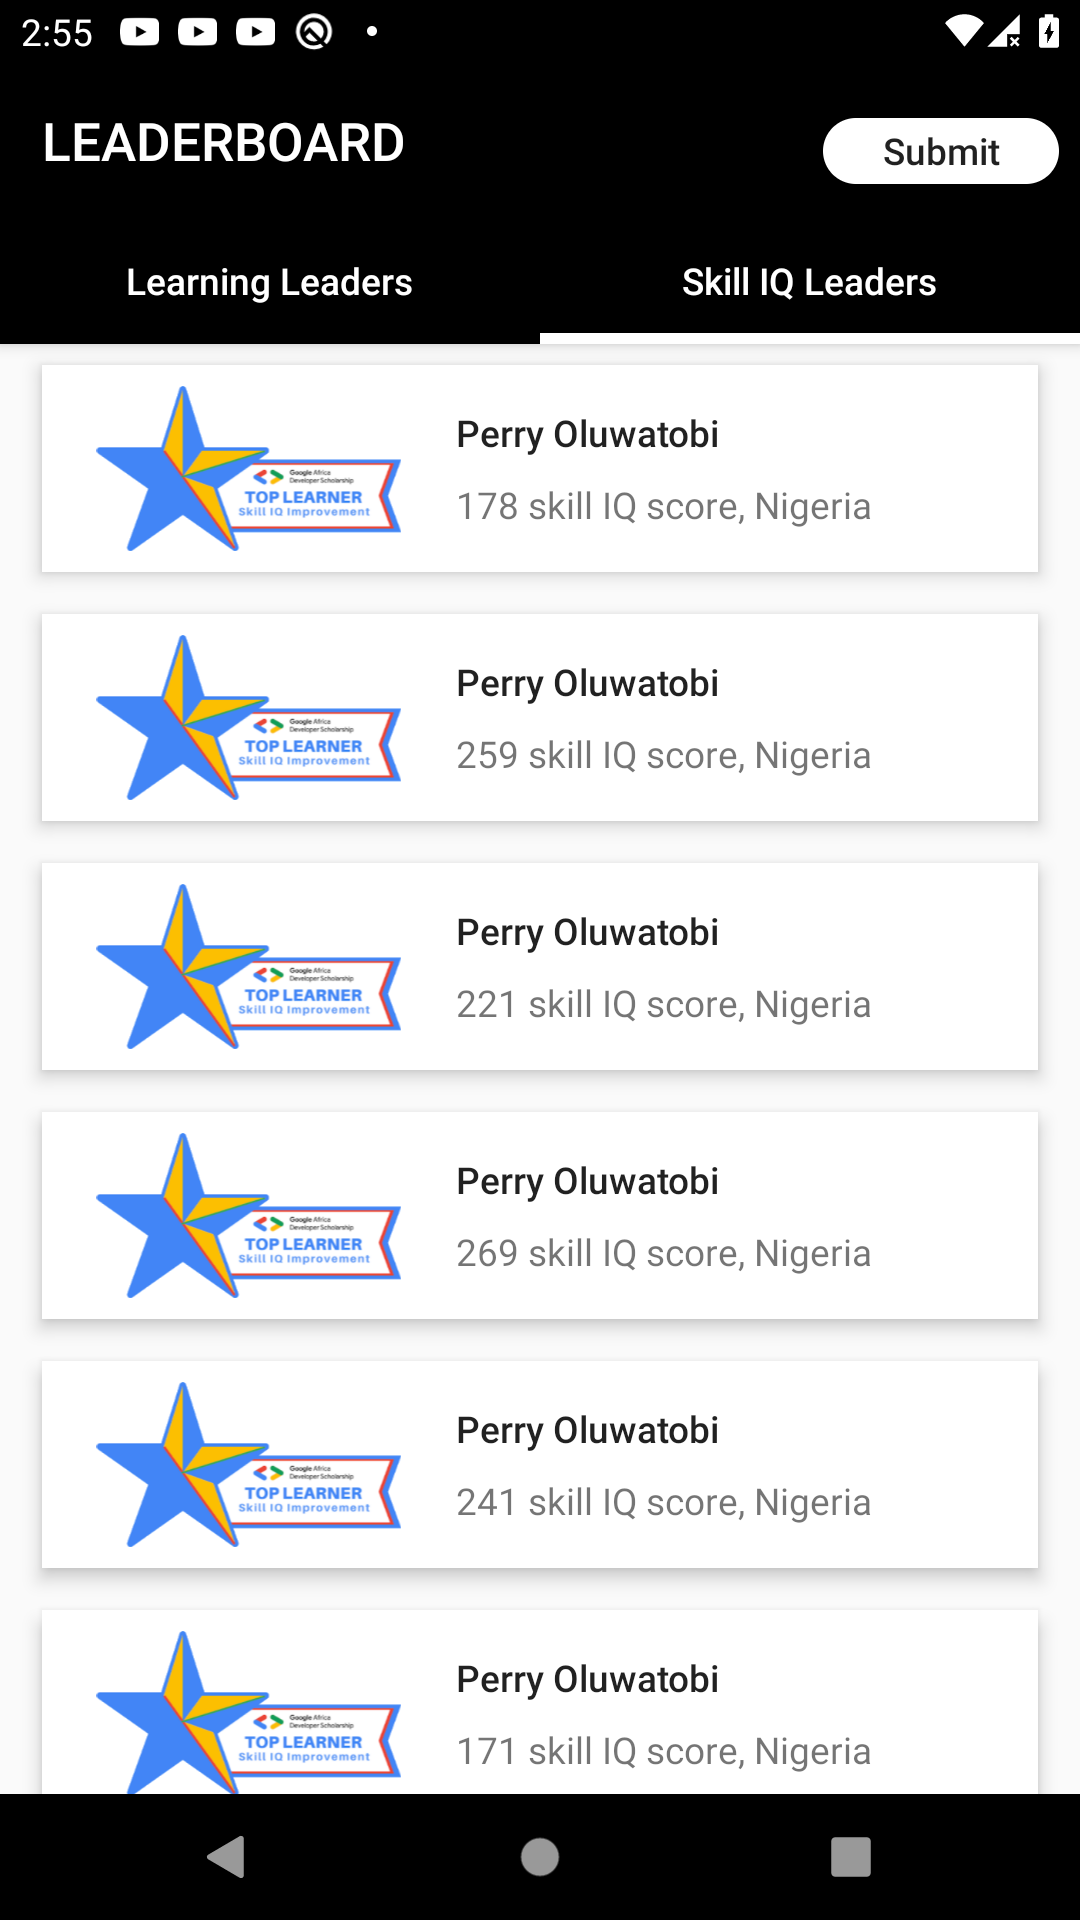 2:55
LEADERBOARD
Submit
Learning Leaders
Skill IQ Leaders
Google Africa
Developer Scholarship
TOP LEARNER
Skill IQ Improvement
Perry Oluwatobi
178 skill IQ score, Nigeria
Google Africa
Developer Scholarship
TOP LEARNER
Skill IQ Improvement
Perry Oluwatobi
259 skill IQ score, Nigeria
Google Africa
Developer Scholarship
TOP LEARNER
Skill IQ Improvement
Perry Oluwatobi
221 skill IQ score, Nigeria
Google Africa
Developer Scholarship
TOP LEARNER
Skill IQ Improvement
Perry Oluwatobi
269 skill IQ score, Nigeria
Google Africa
Developer Scholarship
TOP LEARNER
Skill IQ Improvement
Perry Oluwatobi
241 skill IQ score, Nigeria
Google Africa
Developer Scholarship
TOP LEARNER
Skill IQ Improvement
Perry Oluwatobi
171 skill IQ score, Nigeria